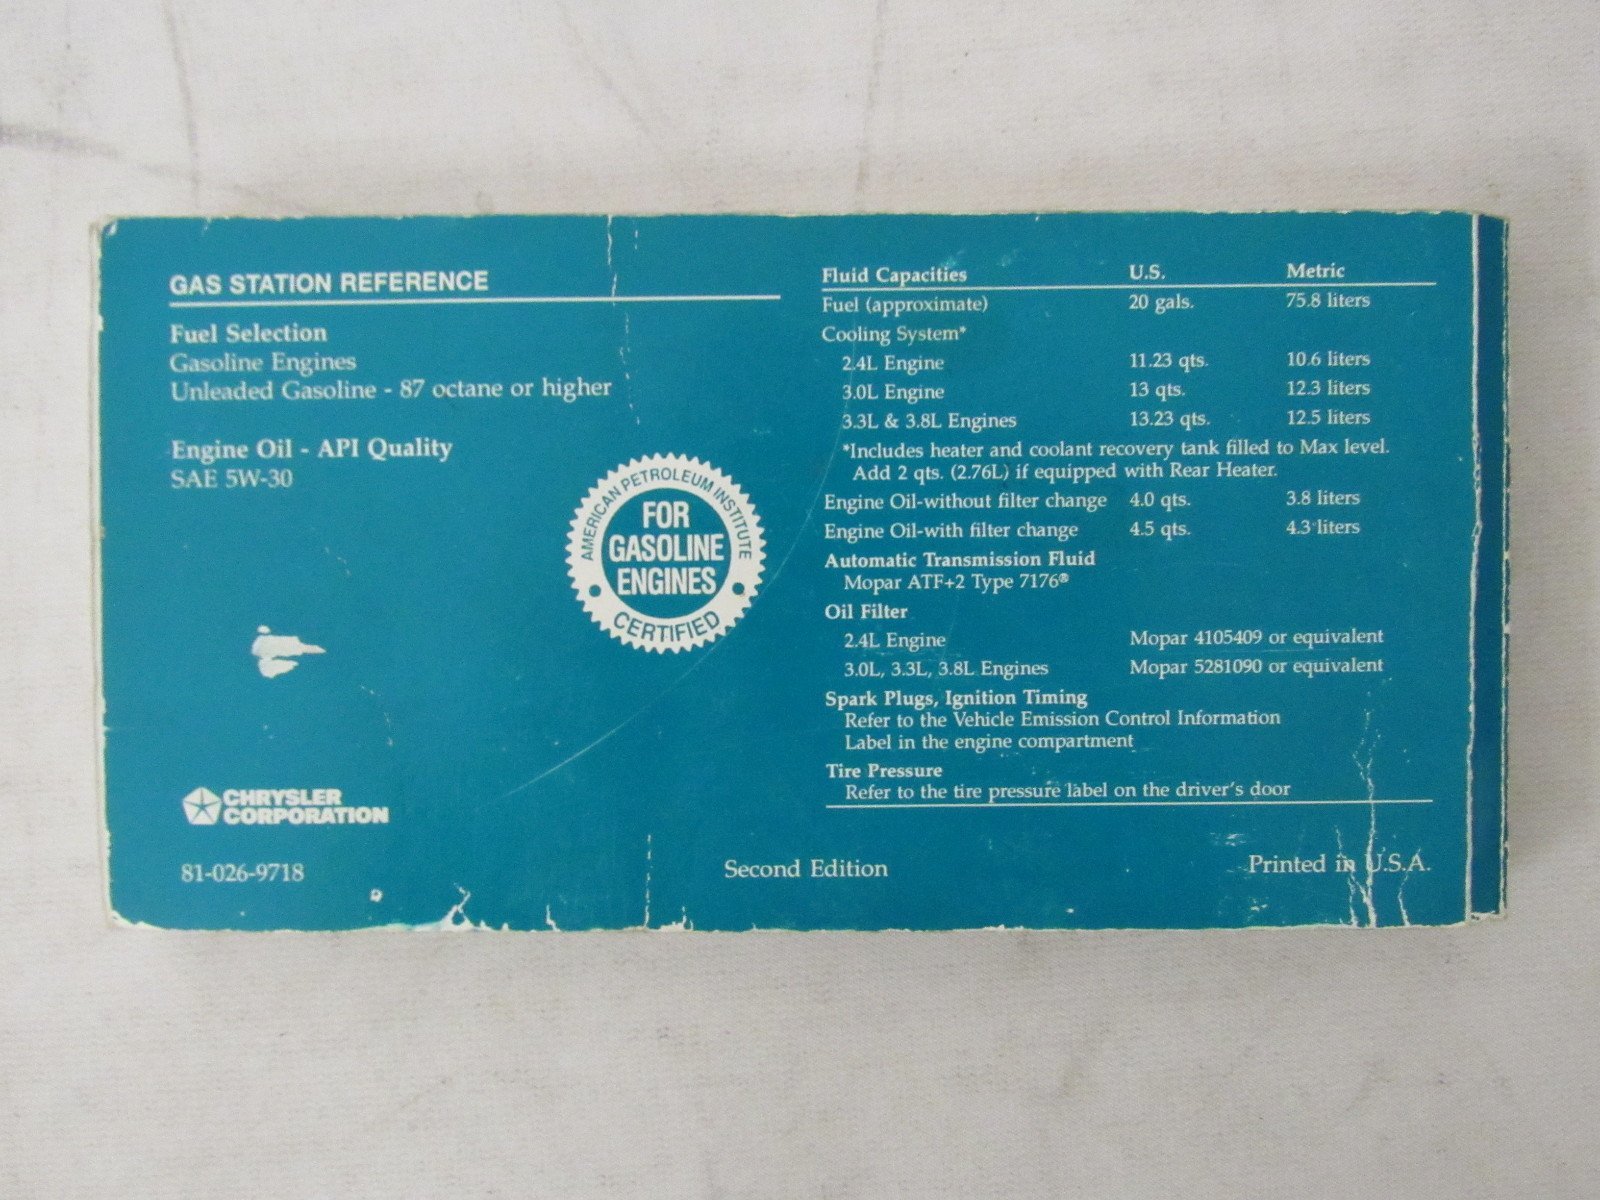 GAS STATION REFERENCE
Fuel Selection
Gasoline Engines
Unleaded Gasoline - 87 octane or higher
Engine Oil - API Quality
SAE 5W-30
AMERICAN PETROLEUM INSTITUTE
FOR
GASOLINE
ENGINES
CERTIFIED
CHRYSLER
CORPORATION
Fluid Capacities U.S. Metric
Fuel (approximate) 20 gals. 75.8 liters
Cooling System*
2.4L Engine 11.23 qts. 10.6 liters
3.0L Engine 13 qts. 12.3 liters
3.3L & 3.8L Engines 13.23 qts. 12.5 liters
*Includes heater and coolant recovery tank filled to Max level.
Add 2 qts. (2.76L) if equipped with Rear Heater.
Engine Oil-without filter change 4.0 qts. 3.8 liters
Engine Oil-with filter change 4.5 qts. 4.3 liters
Automatic Transmission Fluid
Mopar ATF+2 Type 7176®
Oil Filter
2.4L Engine Mopar 4105409 or equivalent
3.0L, 3.3L, 3.8L Engines Mopar 5281090 or equivalent
Spark Plugs, Ignition Timing
Refer to the Vehicle Emission Control Information
Label in the engine compartment
Tire Pressure
Refer to the tire pressure label on the driver's door
81-026-9718 Second Edition Printed in U.S.A.